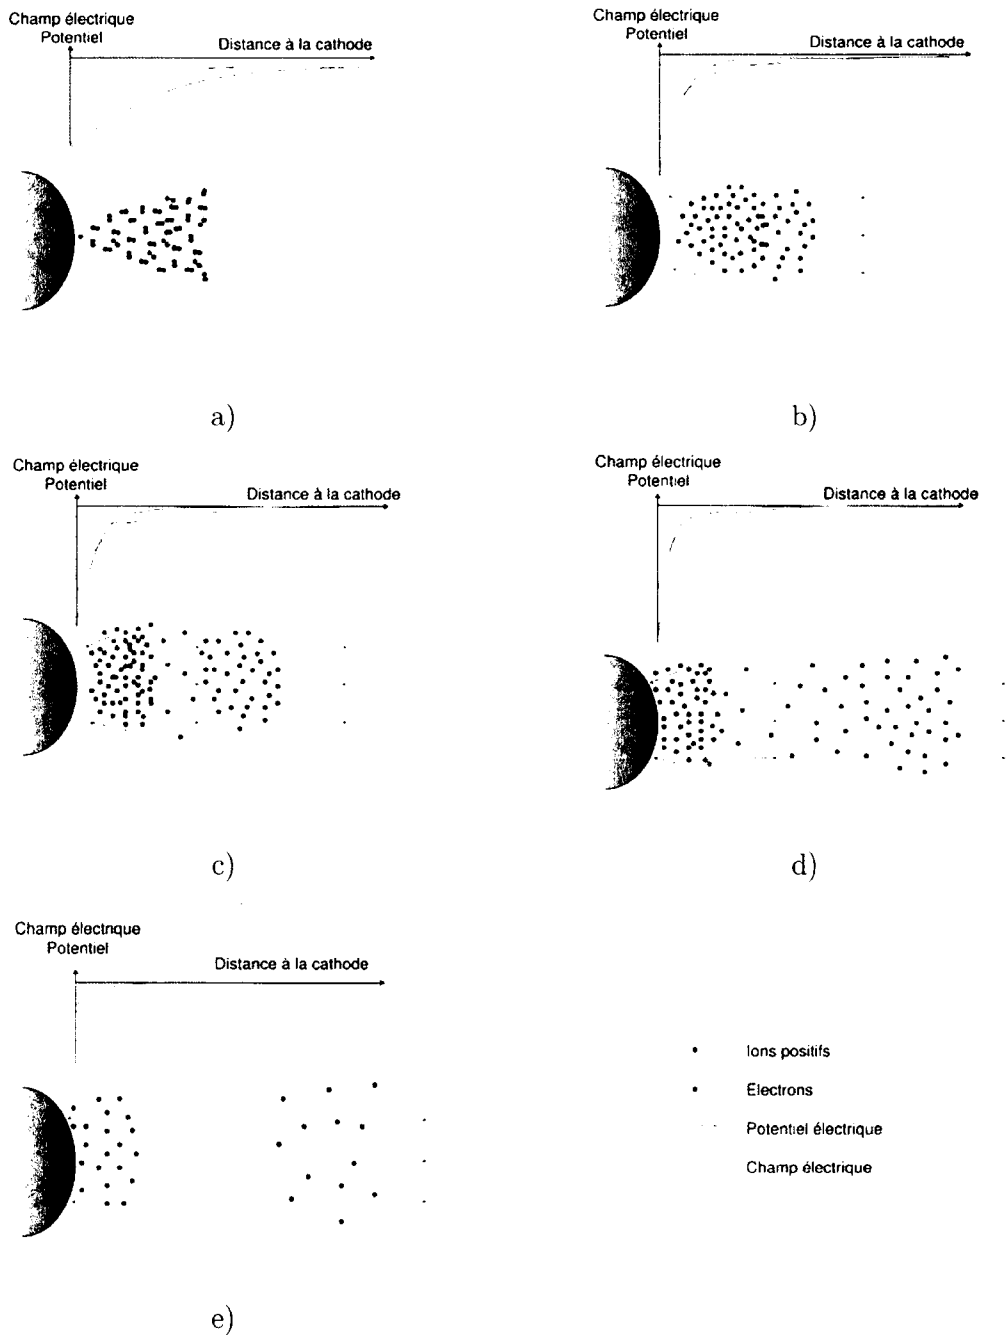 Champ électrique
Potentiel
Distance à la cathode
a)
Champ électrique
Potentiel
Distance à la cathode
b)
Champ électrique
Potentiel
Distance à la cathode
c)
Champ électrique
Potentiel
Distance à la cathode
d)
Champ électrique
Potentiel
Distance à la cathode
e)
Ions positifs
Electrons
Potentiel électrique
Champ électrique